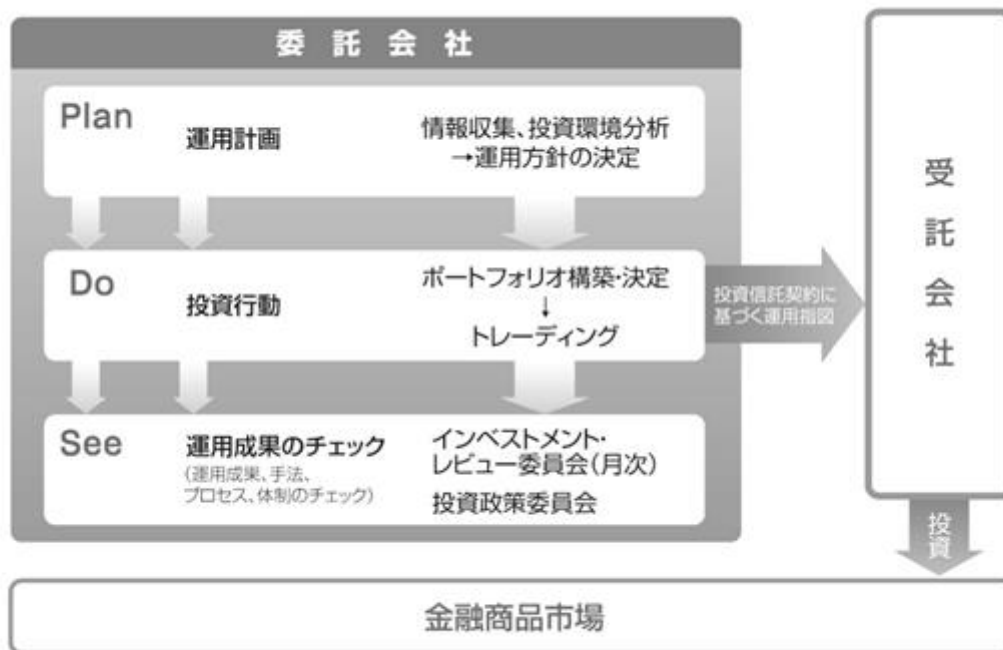 委託会社
Plan
運用計画
情報収集、投資環境分析
→運用方針の決定
Do
投資行動
ポートフォリオ構築・決定
↓
トレーディング
投資信託契約に
基づく運用指図
See
運用成果のチェック
(運用成果、手法、
プロセス、体制のチェック)
インベストメント・
レビュー委員会(月次)
投資政策委員会
受託会社
投資
金融商品市場